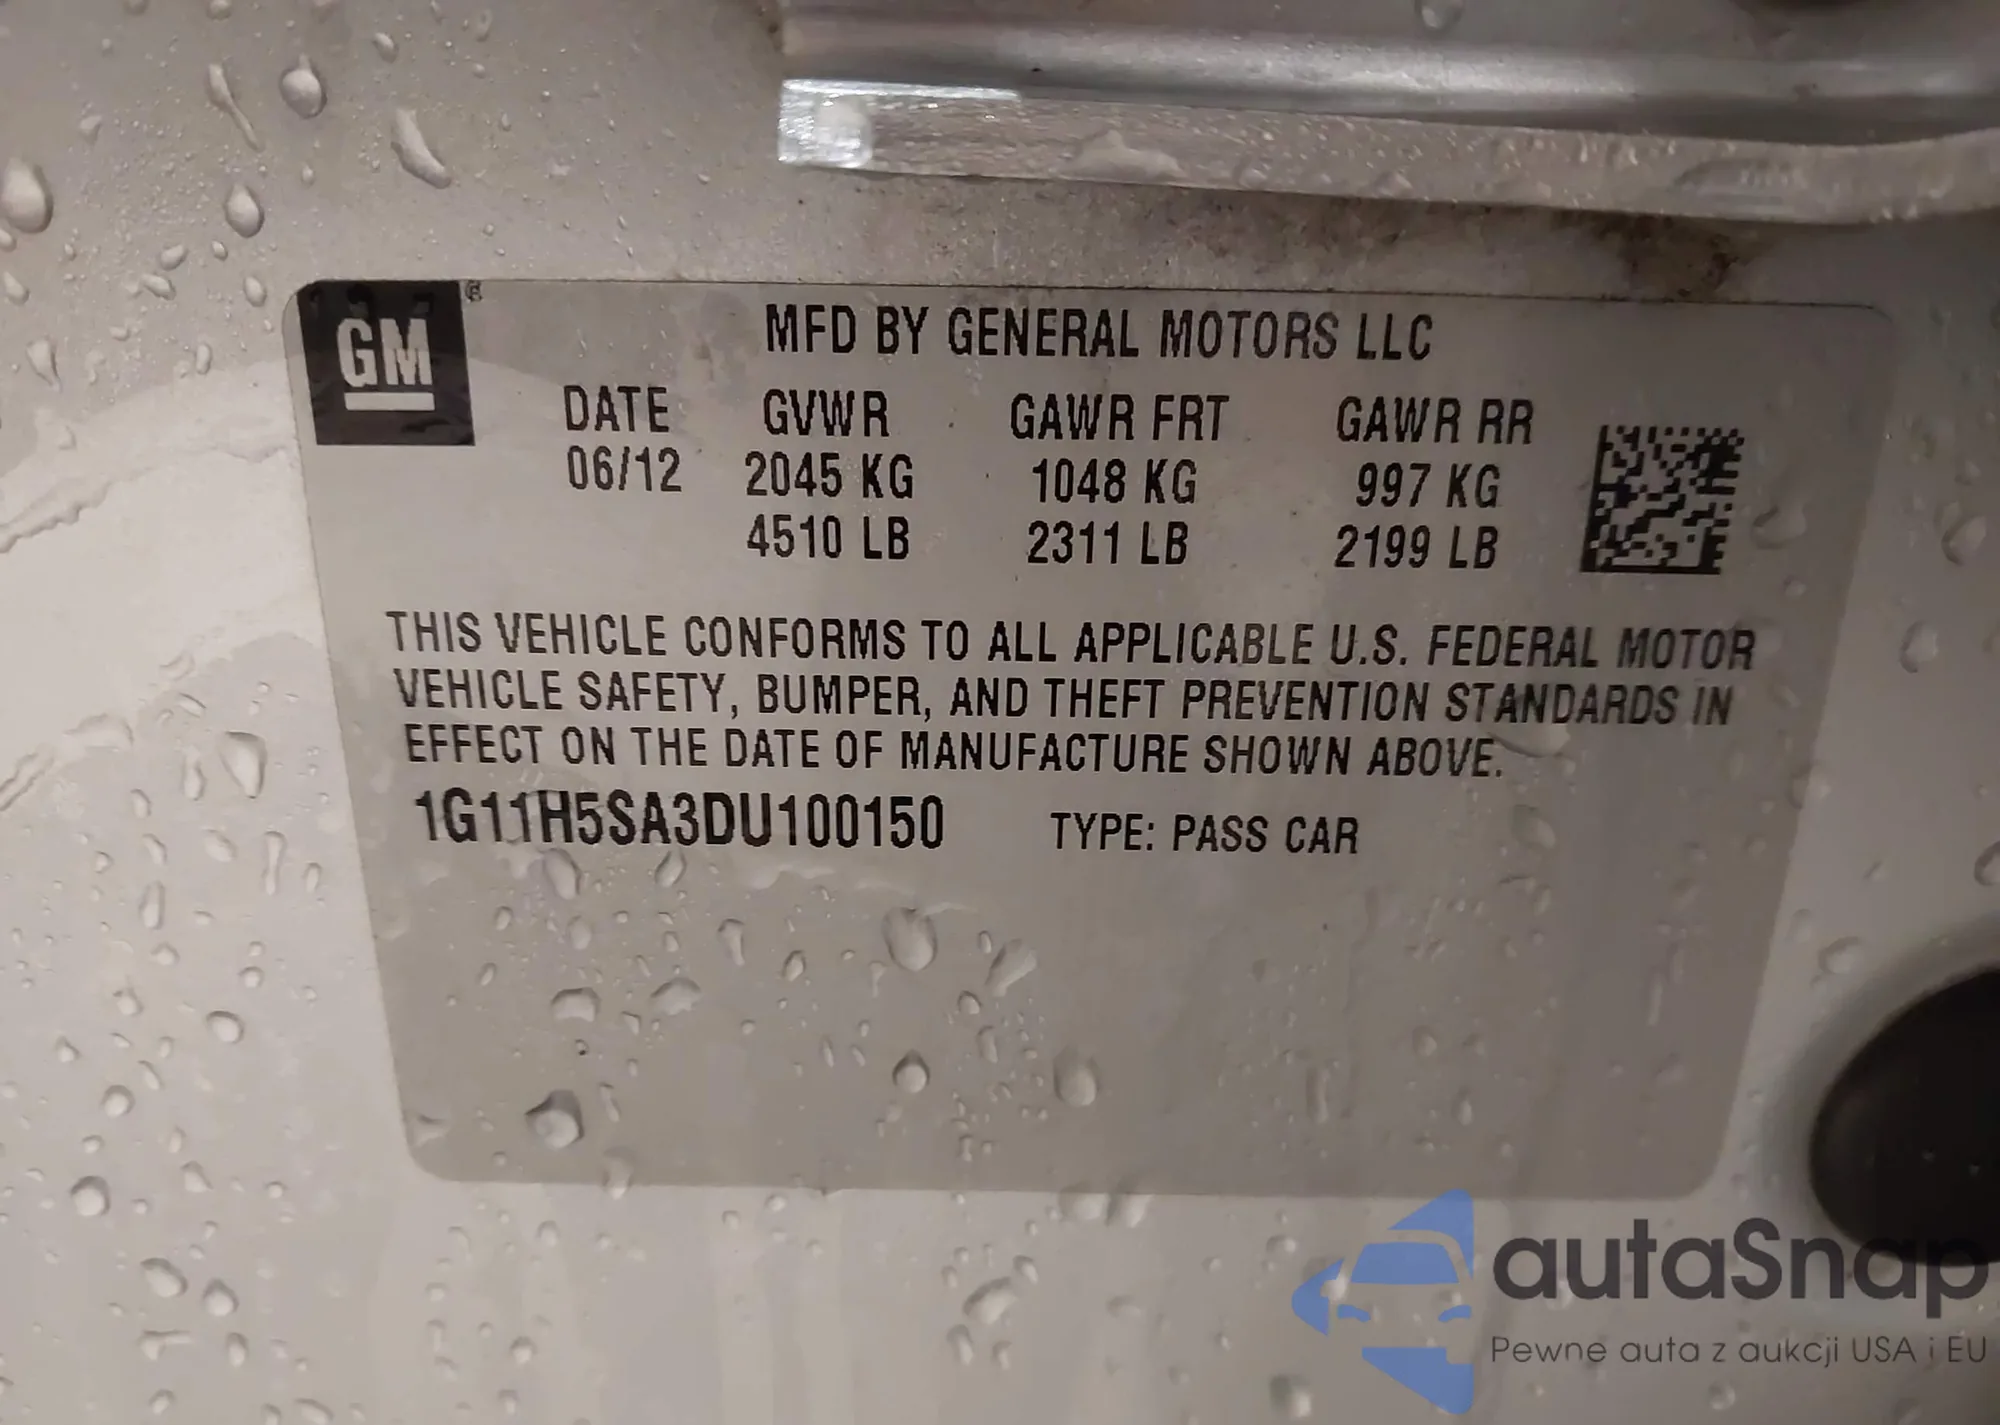 GM®
MFD BY GENERAL MOTORS LLC
DATE GVWR GAWR FRT GAWR RR
06/12 2045 KG 1048 KG 997 KG
4510 LB 2311 LB 2199 LB
THIS VEHICLE CONFORMS TO ALL APPLICABLE U.S. FEDERAL MOTOR
VEHICLE SAFETY, BUMPER, AND THEFT PREVENTION STANDARDS IN
EFFECT ON THE DATE OF MANUFACTURE SHOWN ABOVE.
1G11H5SA3DU100150 TYPE: PASS CAR
autaSnap
Pewne auta z aukcji USA i EU